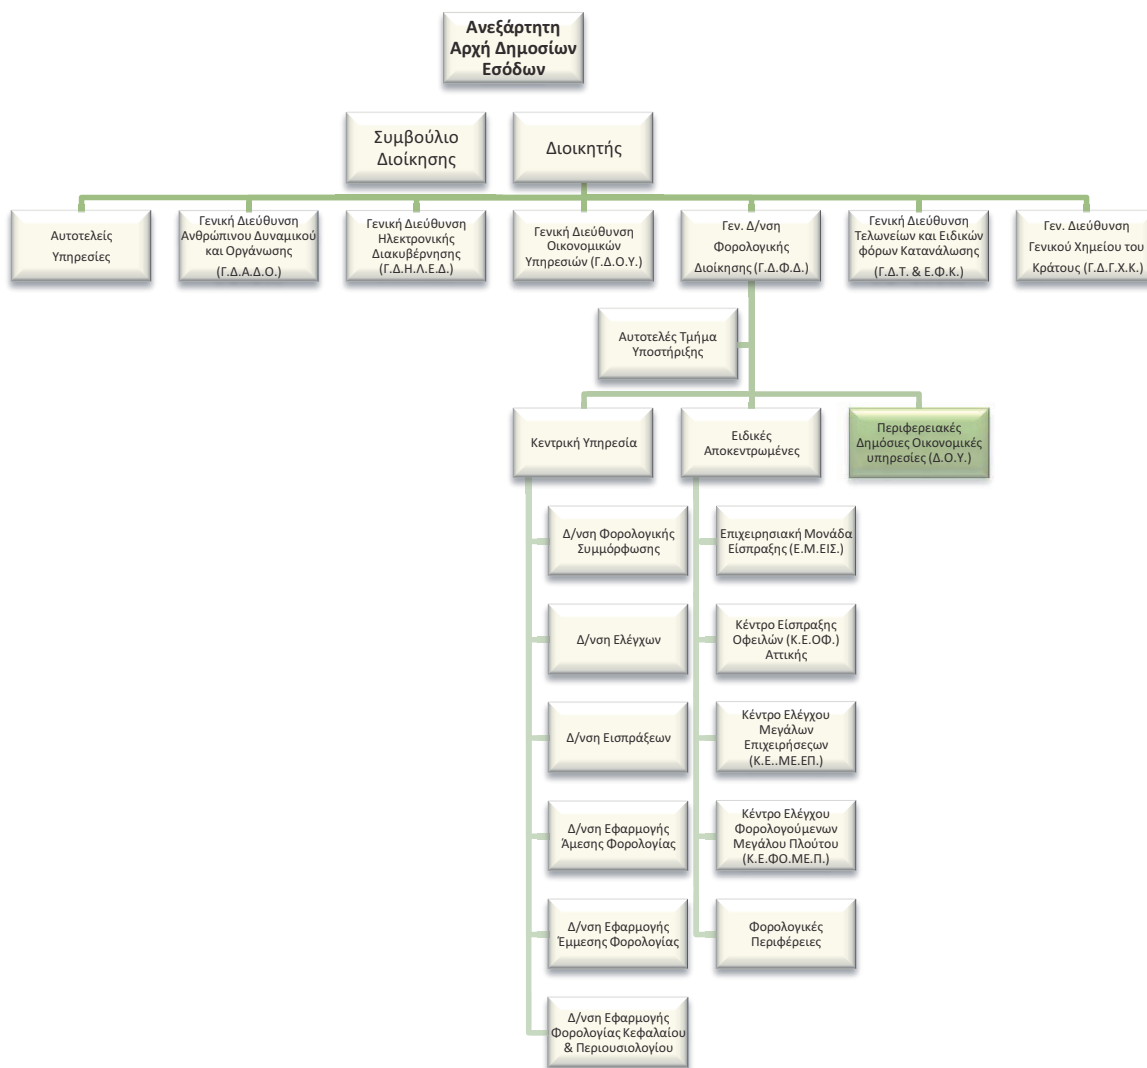 Ανεξάρτητη
Αρχή Δημοσίων
Εσόδων
Συμβούλιο
Διοίκησης
Διοικητής
Αυτοτελείς
Υπηρεσίες
Γενική Διεύθυνση
Ανθρώπινου Δυναμικού
και Οργάνωσης
(Γ.Δ.Α.Δ.Ο.)
Γενική Διεύθυνση
Ηλεκτρονικής
Διακυβέρνησης
(Γ.Δ.Η.Λ.Ε.Δ.)
Γενική Διεύθυνση
Οικονομικών
Υπηρεσιών (Γ.Δ.Ο.Υ.)
Γεν. Δ/νση
Φορολογικής
Διοίκησης (Γ.Δ.Φ.Δ.)
Γενική Διεύθυνση
Τελωνείων και Ειδικών
φόρων Κατανάλωσης
(Γ.Δ.Τ. & Ε.Φ.Κ.)
Γεν. Διεύθυνση
Γενικού Χημείου του
Κράτους (Γ.Δ.Γ.Χ.Κ.)
Αυτοτελές Τμήμα
Υποστήριξης
Κεντρική Υπηρεσία
Ειδικές
Αποκεντρωμένες
Περιφερειακές
Δημόσιες Οικονομικές
υπηρεσίες (Δ.Ο.Υ.)
Δ/νση Φορολογικής
Συμμόρφωσης
Δ/νση Ελέγχων
Δ/νση Εισπράξεων
Δ/νση Εφαρμογής
Άμεσης Φορολογίας
Δ/νση Εφαρμογής
Έμμεσης Φορολογίας
Δ/νση Εφαρμογής
Φορολογίας Κεφαλαίου
& Περιουσιολογίου
Επιχειρησιακή Μονάδα
Είσπραξης (Ε.Μ.ΕΙΣ.)
Κέντρο Είσπραξης
Οφειλών (Κ.Ε.ΟΦ.)
Αττικής
Κέντρο Ελέγχου
Μεγάλων
Επιχειρήσεςων
(Κ.Ε..ΜΕ.ΕΠ.)
Κέντρο Ελέγχου
Φορολογούμενων
Μεγάλου Πλούτου
(Κ.Ε.ΦΟ.ΜΕ.Π.)
Φορολογικές
Περιφέρειες